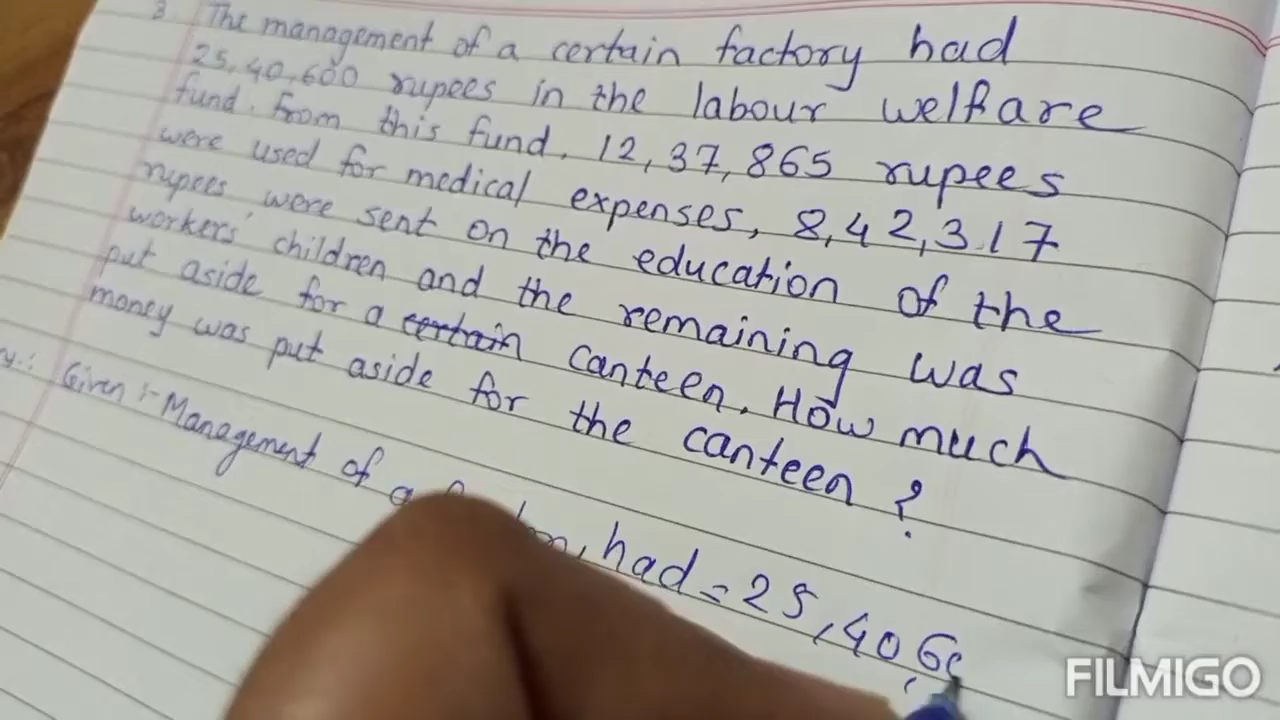 3 The management of a certain factory had
25,40,600 rupees in the labour welfare
fund. From this fund, 12,37,865 rupees
were used for medical expenses, 8,42,317
rupees were sent on the education of the
workers' children and the remaining was
put aside for a certain canteen. How much
money was put aside for the canteen ?
Given :- Management of a had = 25,40,60
FILMIGO